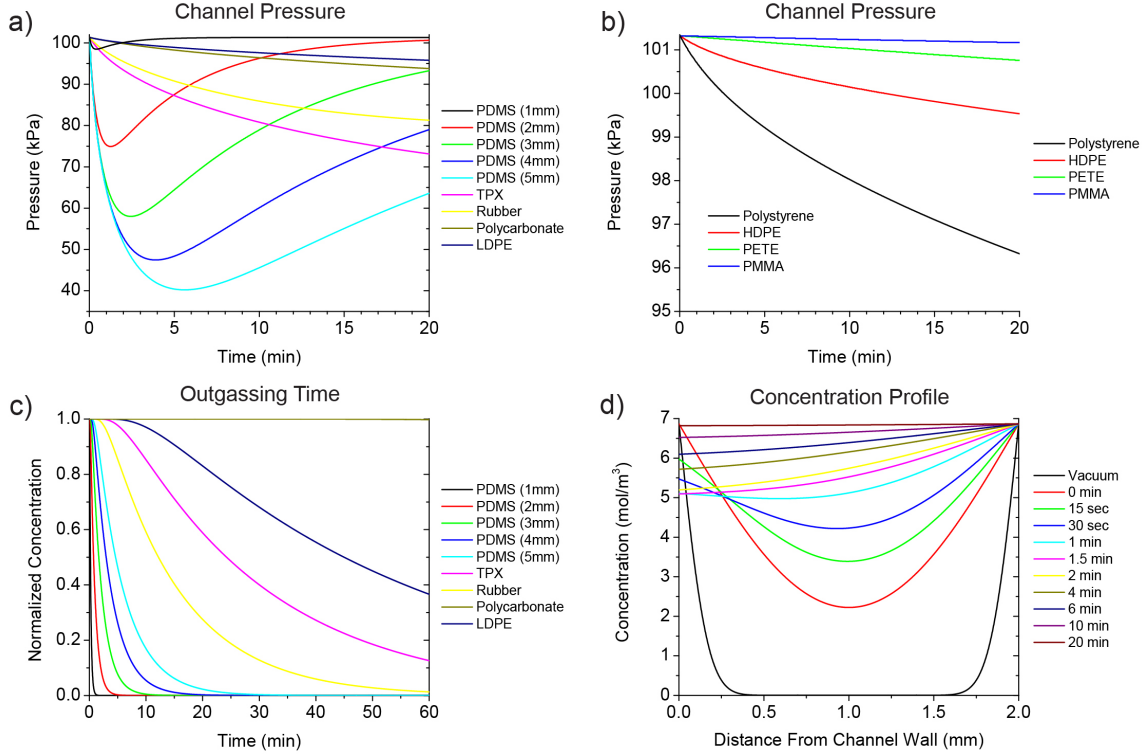 a)
Channel Pressure
Pressure (kPa)
100
90
80
70
60
50
40
0 5 10 15 20
Time (min)
PDMS (1mm)
PDMS (2mm)
PDMS (3mm)
PDMS (4mm)
PDMS (5mm)
TPX
Rubber
Polycarbonate
LDPE
b)
Channel Pressure
Pressure (kPa)
101
100
99
98
97
96
95
0 5 10 15 20
Time (min)
Polystyrene
HDPE
PETE
PMMA
Polystyrene
HDPE
PETE
PMMA
c)
Outgassing Time
Normalized Concentration
1.0
0.8
0.6
0.4
0.2
0.0
0 10 20 30 40 50 60
Time (min)
PDMS (1mm)
PDMS (2mm)
PDMS (3mm)
PDMS (4mm)
PDMS (5mm)
TPX
Rubber
Polycarbonate
LDPE
d)
Concentration Profile
Concentration (mol/m³)
7
6
5
4
3
2
1
0
0.0 0.5 1.0 1.5 2.0
Distance From Channel Wall (mm)
Vacuum
0 min
15 sec
30 sec
1 min
1.5 min
2 min
4 min
6 min
10 min
20 min